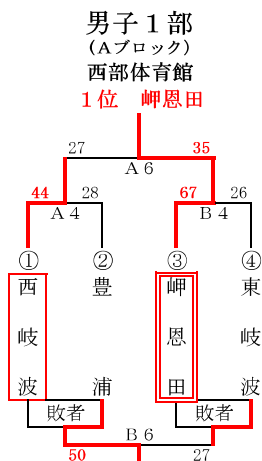 男子１部
（Ａブロック）
西部体育館
１位　岬恩田
27 35
Ａ６
44 28 67 26
Ａ４ Ｂ４
① ② ③ ④
西岐波
豊浦
岬恩田
東岐波
敗者 敗者
Ｂ６
50 27